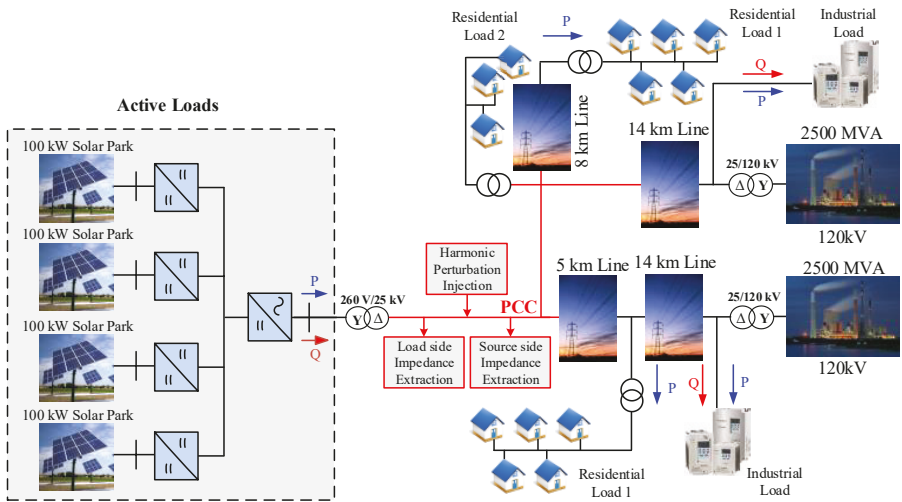 Active Loads
100 kW Solar Park
100 kW Solar Park
100 kW Solar Park
100 kW Solar Park
P
Q
260 V/25 kV
Y
Δ
Harmonic
Perturbation
Injection
PCC
Load side
Impedance
Extraction
Source side
Impedance
Extraction
Residential
Load 2
P
Residential
Load 1
Industrial
Load
Q
P
8 km Line
14 km Line
25/120 kV
Δ
Y
2500 MVA
120kV
5 km Line
14 km Line
25/120 kV
Δ
Y
2500 MVA
120kV
P
Q
P
Residential
Load 1
Industrial
Load